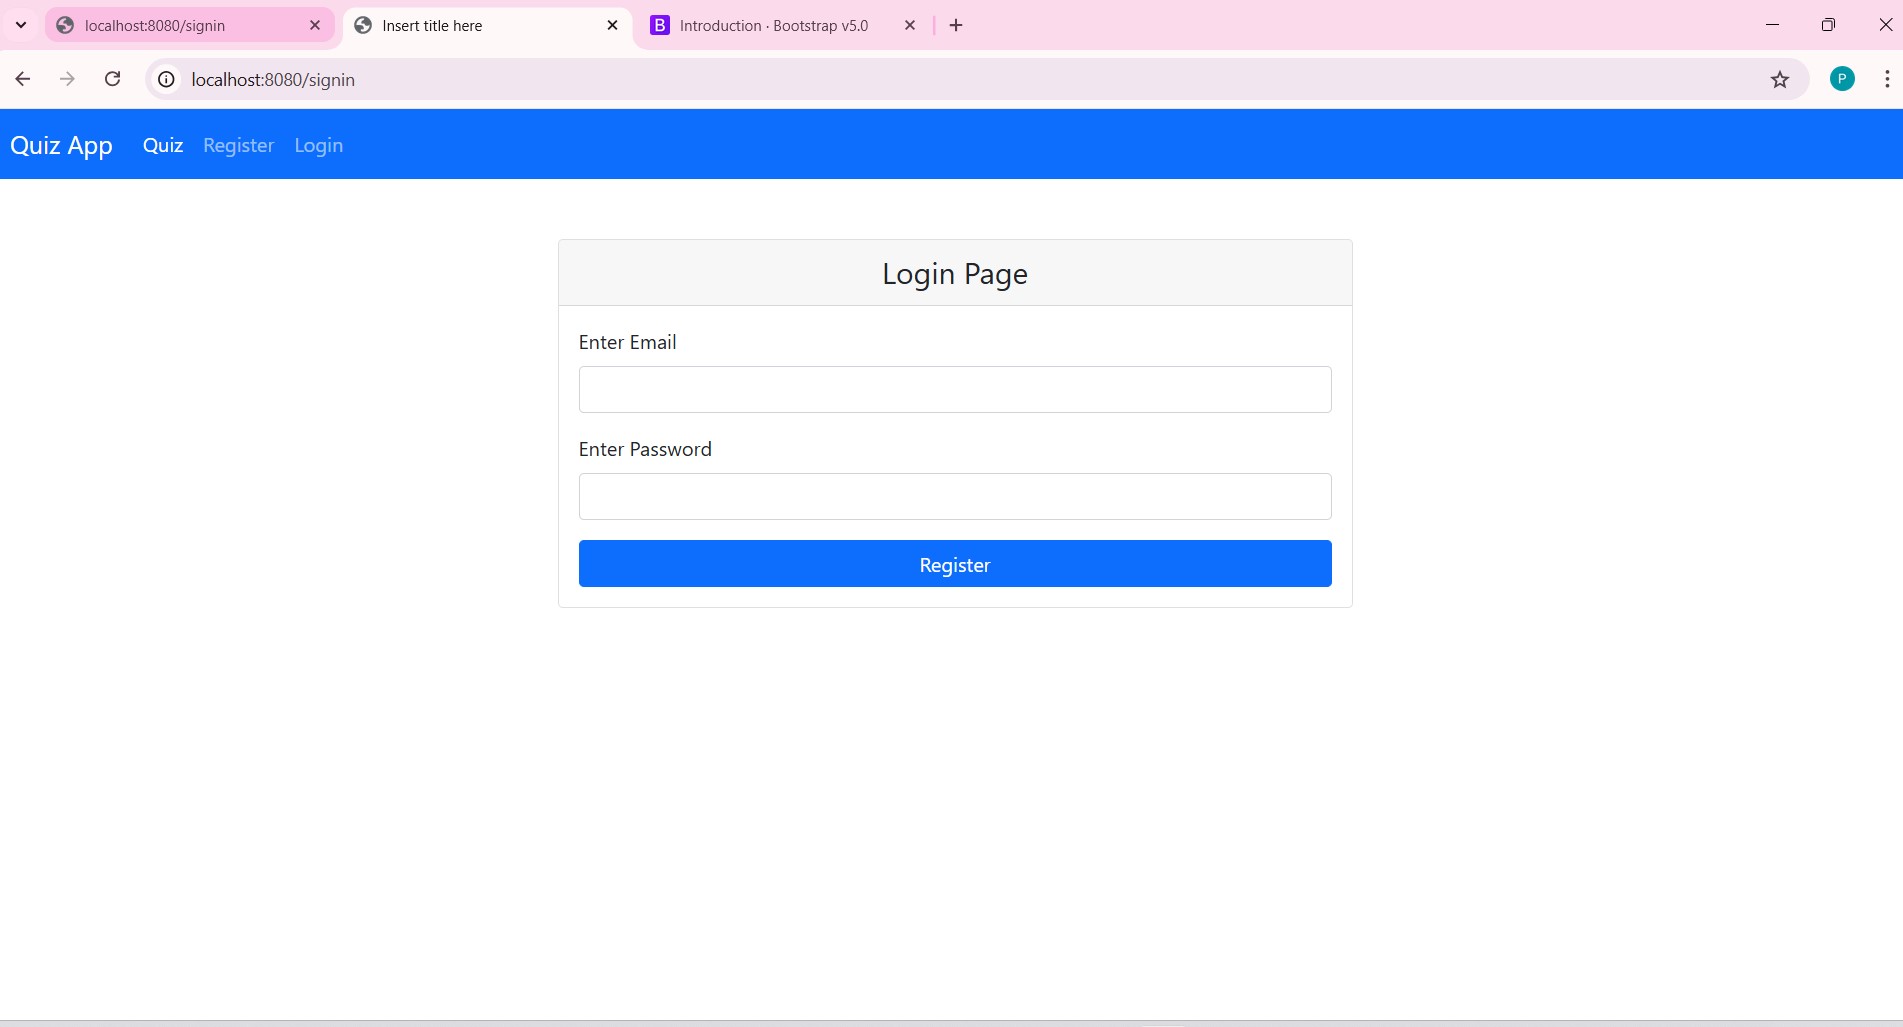 localhost:8080/signin
Insert title here
B Introduction · Bootstrap v5.0
localhost:8080/signin
P
Quiz App Quiz Register Login
Login Page
Enter Email
Enter Password
Register